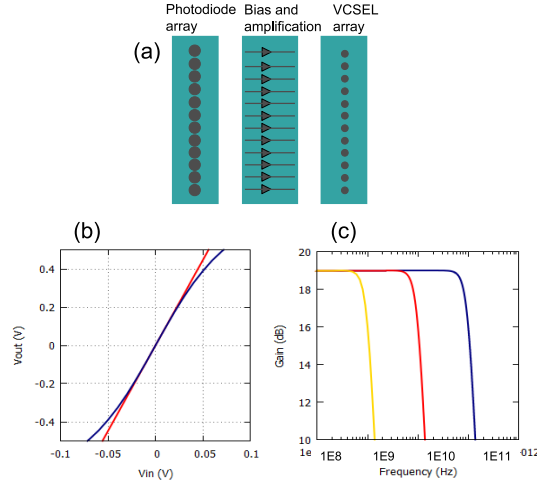 Photodiode array
Bias and amplification
VCSEL array
(a)
(b)
(c)
0.4
0.2
0
-0.2
-0.4
Vout (V)
-0.1
-0.05
0
0.05
0.1
Vin (V)
20
18
16
14
12
10
Gain (dB)
1e
1E8
1E9
1E10
1E11
012
Frequency (Hz)